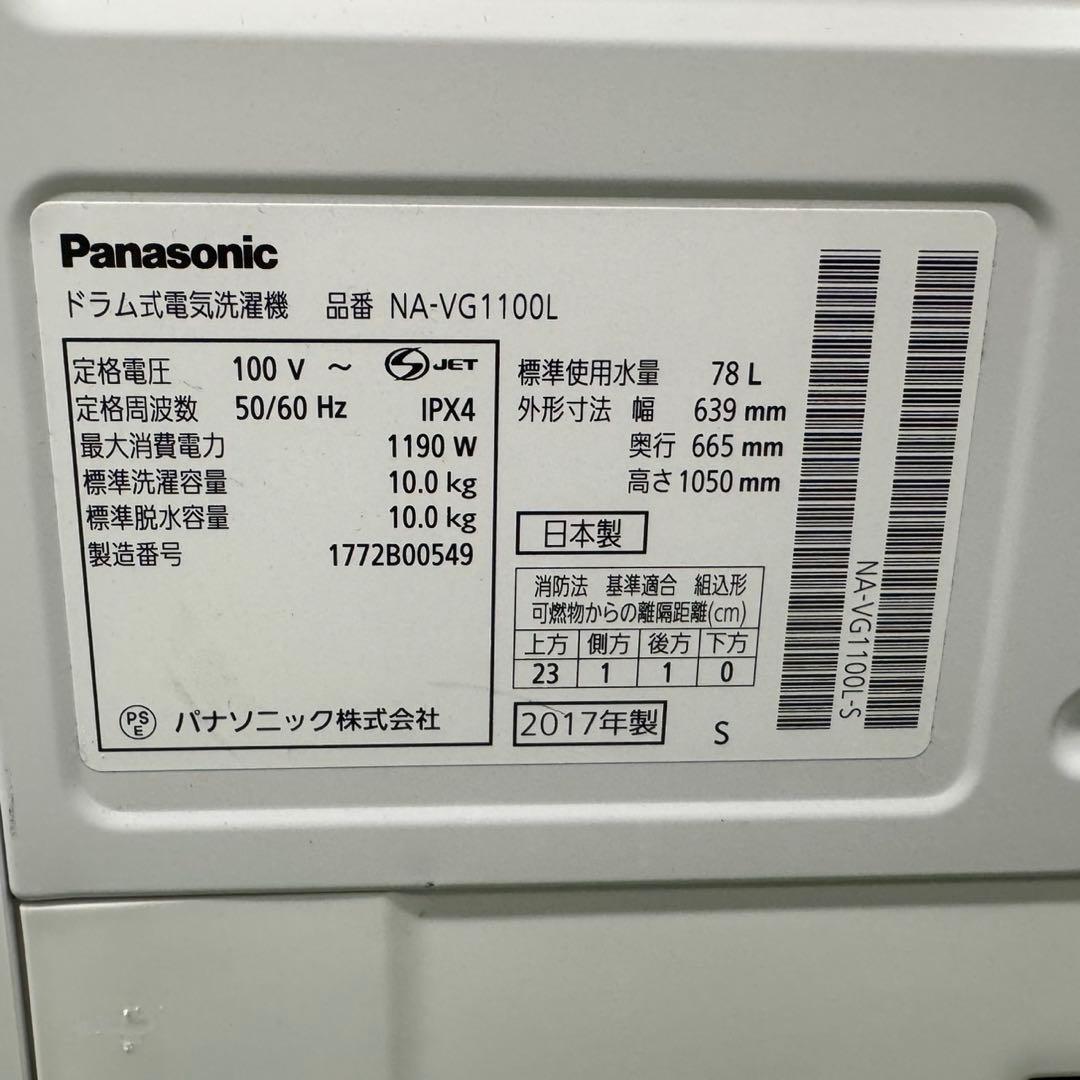 Panasonic
ドラム式電気洗濯機 品番 NA-VG1100L
定格電圧 100 V ～ S JET
定格周波数 50/60 Hz IPX4
最大消費電力 1190 W
標準洗濯容量 10.0 kg
標準脱水容量 10.0 kg
製造番号 1772B00549
PS E パナソニック株式会社
標準使用水量 78 L
外形寸法 幅 639 mm
奥行 665 mm
高さ 1050 mm
日本製
消防法 基準適合 組込形
可燃物からの離隔距離(cm)
上方 側方 後方 下方
23 1 1 0
2017年製 S
NA-VG1100L-S